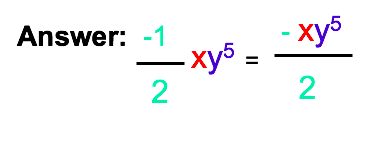 Answer: -1/2 xy⁵ = - xy⁵/2